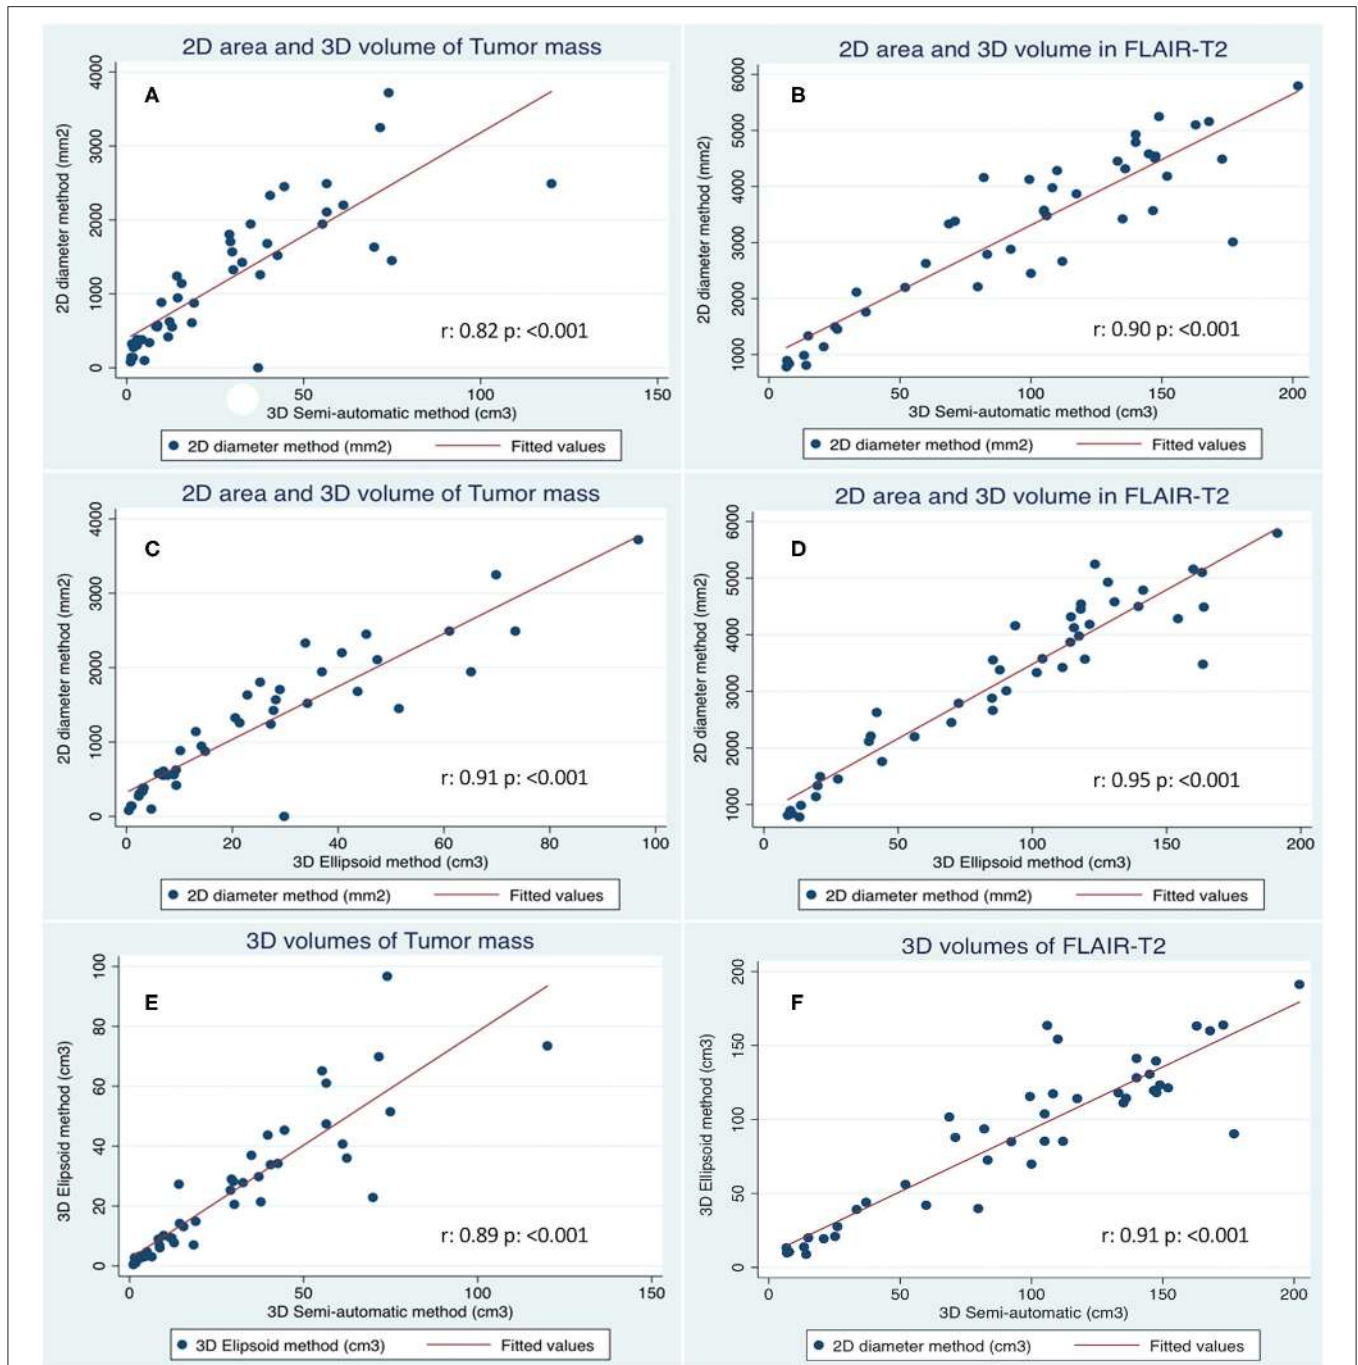 2D area and 3D volume of Tumor mass
A
2D diameter method (mm2)
4000
3000
2000
1000
0
r: 0.82 p: <0.001
0 50 100 150
3D Semi-automatic method (cm3)
2D diameter method (mm2) Fitted values
2D area and 3D volume in FLAIR-T2
B
2D diameter method (mm2)
6000
5000
4000
3000
2000
1000
r: 0.90 p: <0.001
0 50 100 150 200
3D Semi-automatic method (cm3)
2D diameter method (mm2) Fitted values
2D area and 3D volume of Tumor mass
C
2D diameter method (mm2)
4000
3000
2000
1000
0
r: 0.91 p: <0.001
0 20 40 60 80 100
3D Ellipsoid method (cm3)
2D diameter method (mm2) Fitted values
2D area and 3D volume in FLAIR-T2
D
2D diameter method (mm2)
6000
5000
4000
3000
2000
1000
r: 0.95 p: <0.001
0 50 100 150 200
3D Ellipsoid method (cm3)
2D diameter method (mm2) Fitted values
3D volumes of Tumor mass
E
3D Elipsoid method (cm3)
100
80
60
40
20
0
r: 0.89 p: <0.001
0 50 100 150
3D Semi-automatic method (cm3)
3D Elipsoid method (cm3) Fitted values
3D volumes of FLAIR-T2
F
3D Ellipsoid method (cm3)
200
150
100
50
0
r: 0.91 p: <0.001
0 50 100 150 200
3D Semi-automatic (cm3)
2D diameter method (cm3) Fitted values